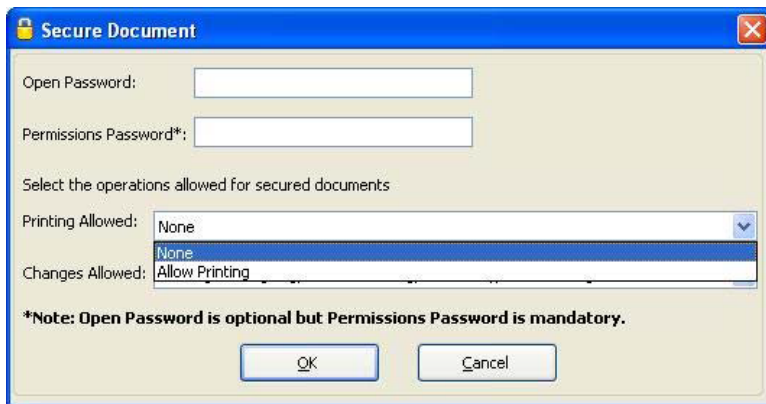 Secure Document
Open Password:
Permissions Password*:
Select the operations allowed for secured documents
Printing Allowed: None
None
Changes Allowed: Allow Printing
*Note: Open Password is optional but Permissions Password is mandatory.
OK Cancel